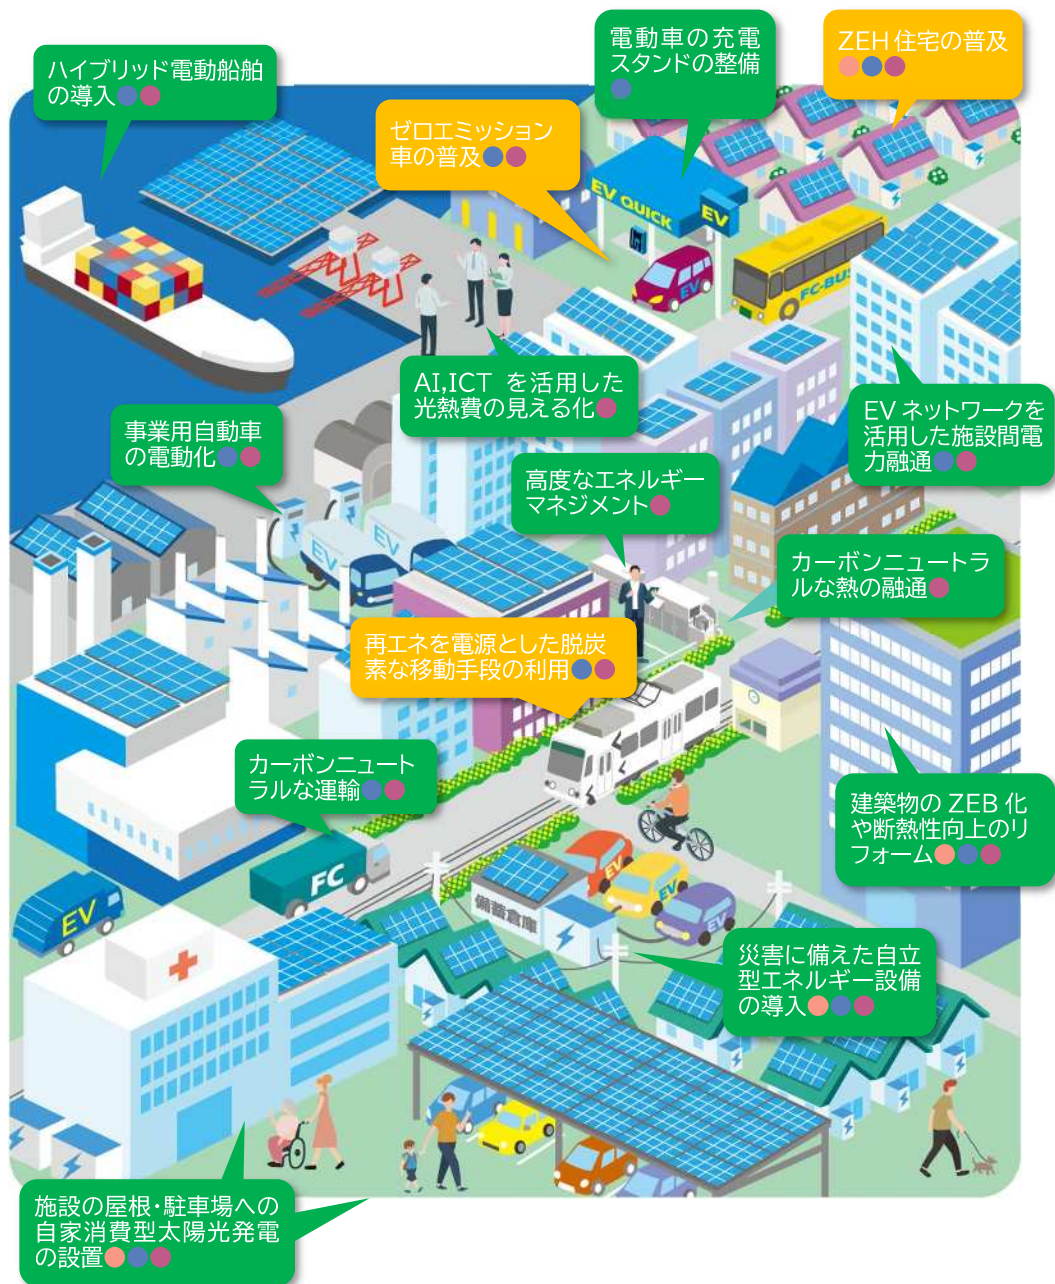 電動車の充電
スタンドの整備
ZEH住宅の普及
ハイブリッド電動船舶
の導入
ゼロエミッション
車の普及
EV QUICK
EV
EV
FC-BUS
AI,ICT を活用した
光熱費の見える化
EVネットワークを
活用した施設間電
力融通
事業用自動車
の電動化
高度なエネルギー
マネジメント
EV
EV
カーボンニュートラ
ルな熱の融通
再エネを電源とした脱炭
素な移動手段の利用
カーボンニュート
ラルな運輸
建築物の ZEB 化
や断熱性向上のリ
フォーム
FC
EV
EV
EV
EV
備蓄倉庫
災害に備えた自立
型エネルギー設備
の導入
施設の屋根・駐車場への
自家消費型太陽光発電
の設置